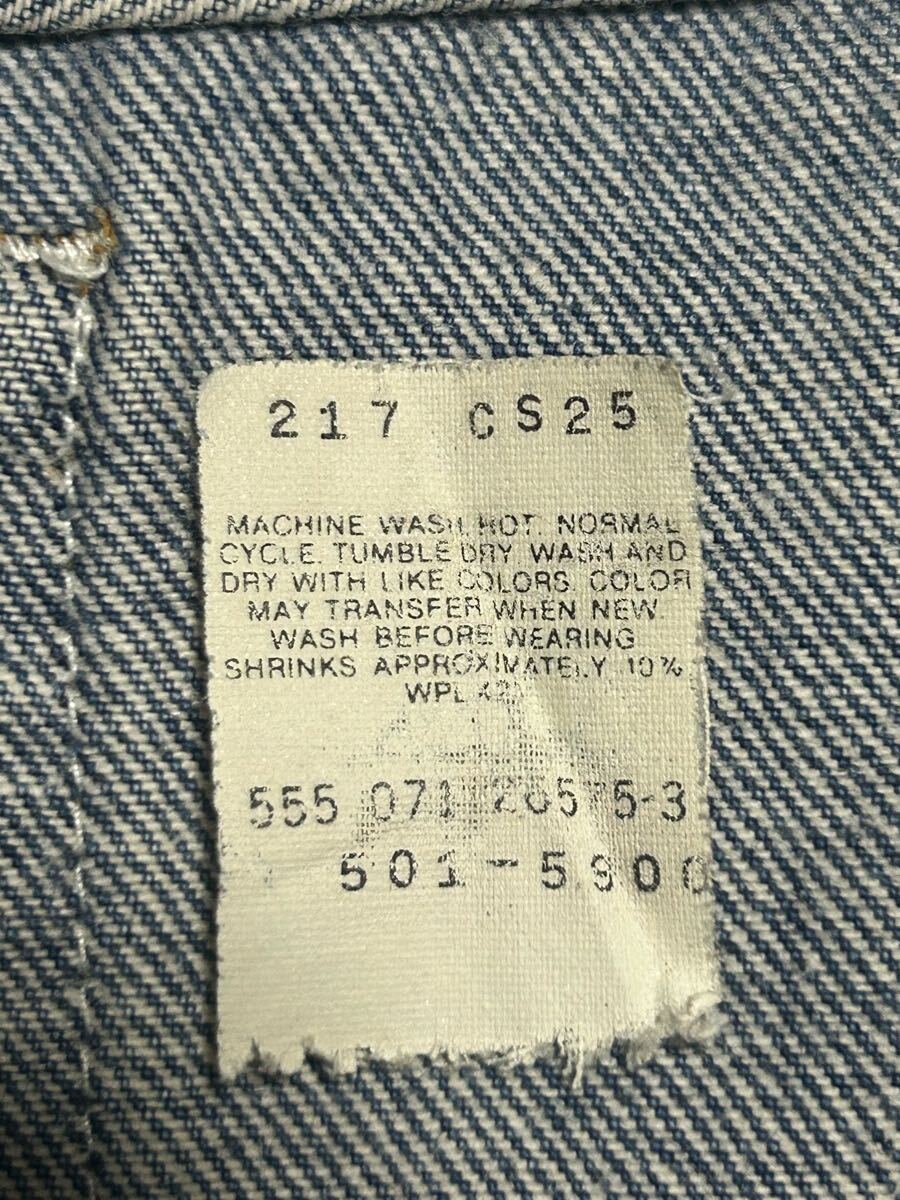 217 CS25
MACHINE WASH HOT NORMAL
CYCLE. TUMBLE DRY WASH AND
DRY WITH LIKE COLORS COLOR
MAY TRANSFER WHEN NEW.
WASH BEFORE WEARING
SHRINKS APPROXIMATELY 10%
WPL
555 071
501-5900